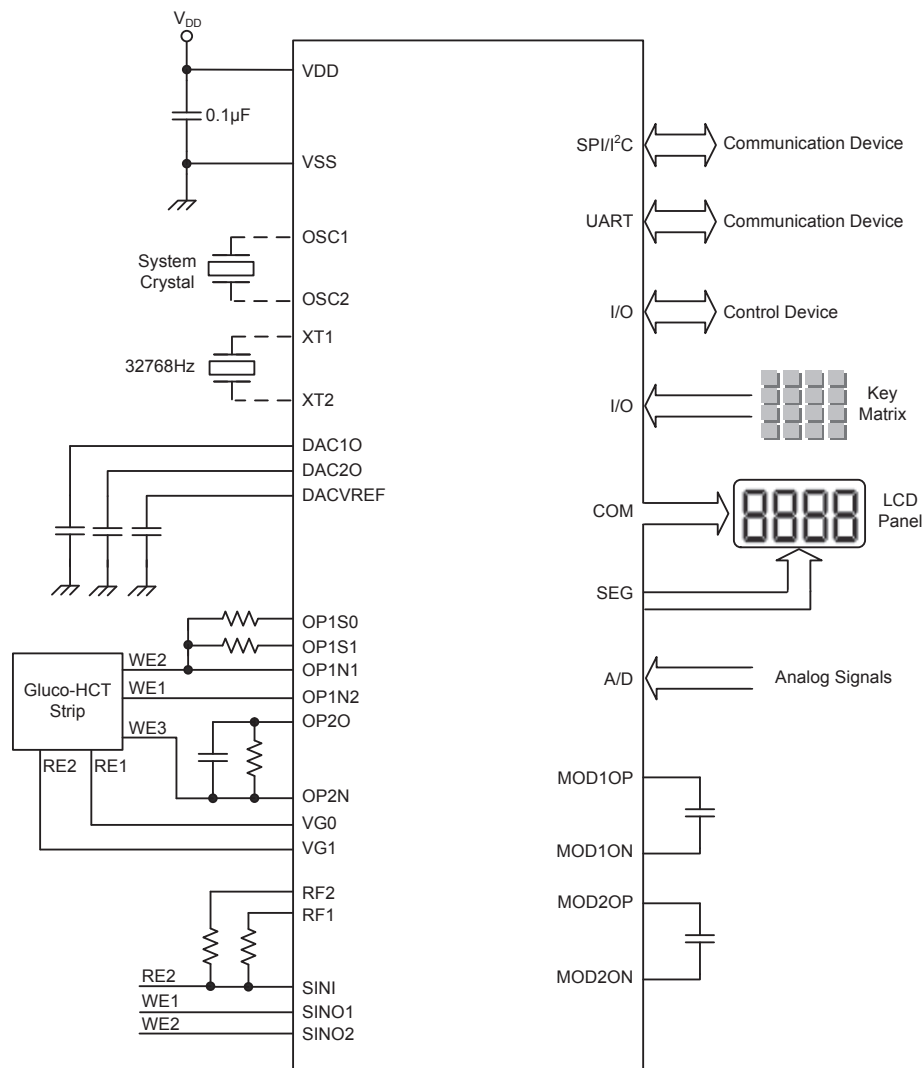 VDD
VDD
0.1µF
VSS
OSC1
System
Crystal
OSC2
XT1
32768Hz
XT2
DAC1O
DAC2O
DACVREF
OP1S0
OP1S1
WE2
OP1N1
Gluco-HCT
Strip
WE1
OP1N2
OP2O
WE3
RE2
RE1
OP2N
VG0
VG1
RF2
RF1
RE2
SINI
WE1
SINO1
WE2
SINO2
SPI/I²C
Communication Device
UART
Communication Device
I/O
Control Device
I/O
Key
Matrix
COM
8888
LCD
Panel
SEG
A/D
Analog Signals
MOD1OP
MOD1ON
MOD2OP
MOD2ON